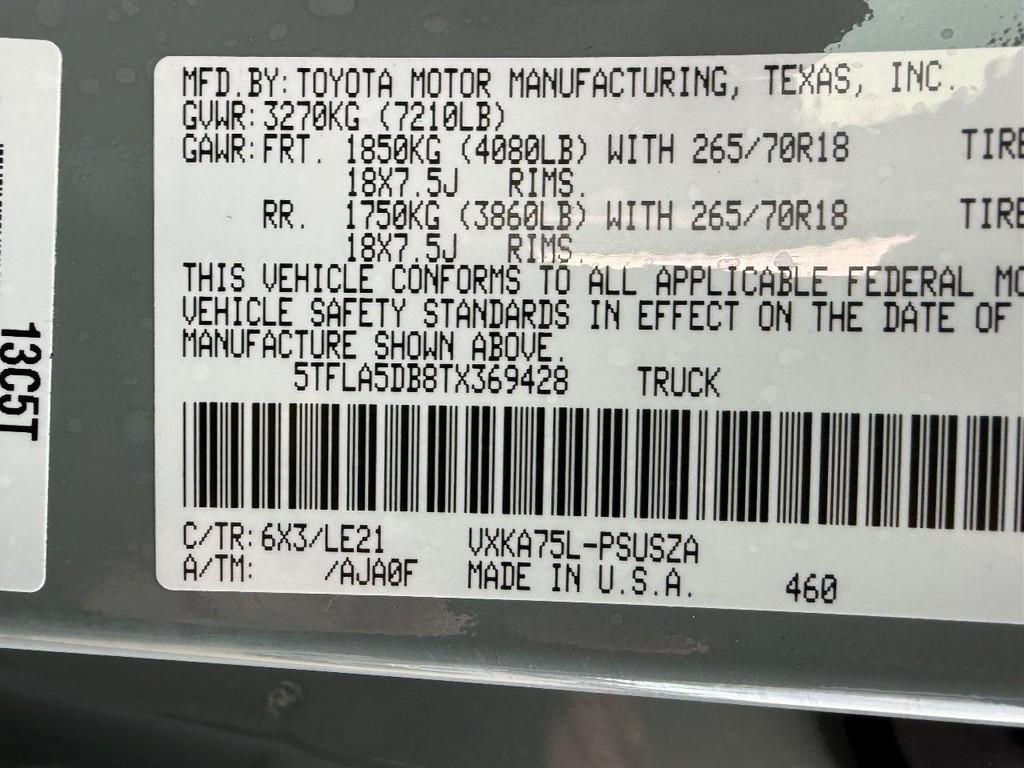 MFD.BY: TOYOTA MOTOR MANUFACTURING, TEXAS, INC.
GVWR: 3270KG (7210LB)
GAWR: FRT. 1850KG (4080LB) WITH 265/70R18 TIRE
18X7.5J RIMS.
RR. 1750KG (3860LB) WITH 265/70R18 TIRE
18X7.5J RIMS.
THIS VEHICLE CONFORMS TO ALL APPLICABLE FEDERAL MO
VEHICLE SAFETY STANDARDS IN EFFECT ON THE DATE OF
MANUFACTURE SHOWN ABOVE.
5TFLA5DB8TX369428 TRUCK
C/TR: 6X3/LE21 VXKA75L-PSUSZA
A/TM: /AJA0F MADE IN U.S.A. 460
13C5T